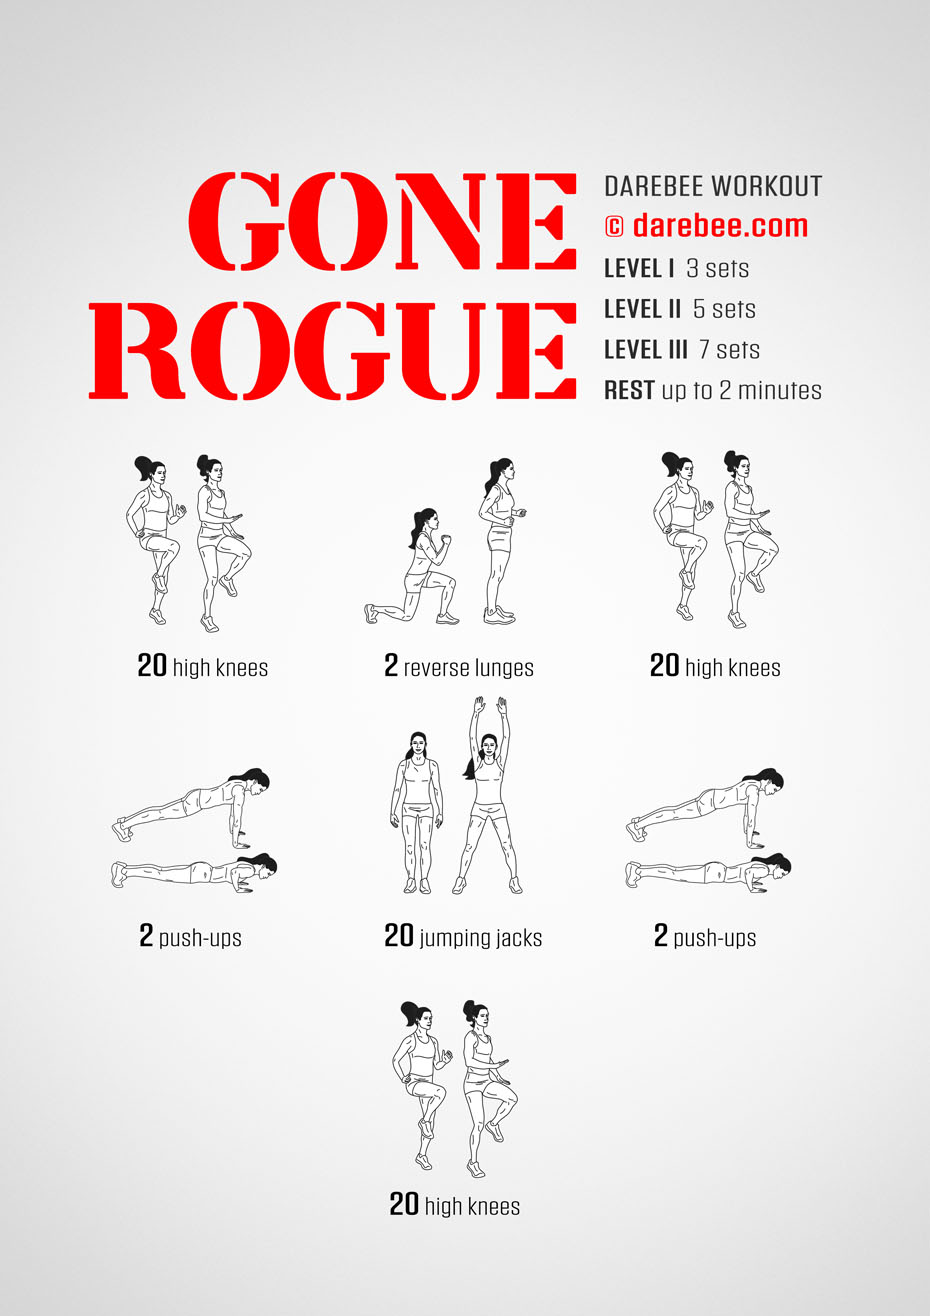 GONE
ROGUE
DAREBEE WORKOUT
© darebee.com
LEVEL I 3 sets
LEVEL II 5 sets
LEVEL III 7 sets
REST up to 2 minutes
20 high knees
2 reverse lunges
20 high knees
2 push-ups
20 jumping jacks
2 push-ups
20 high knees